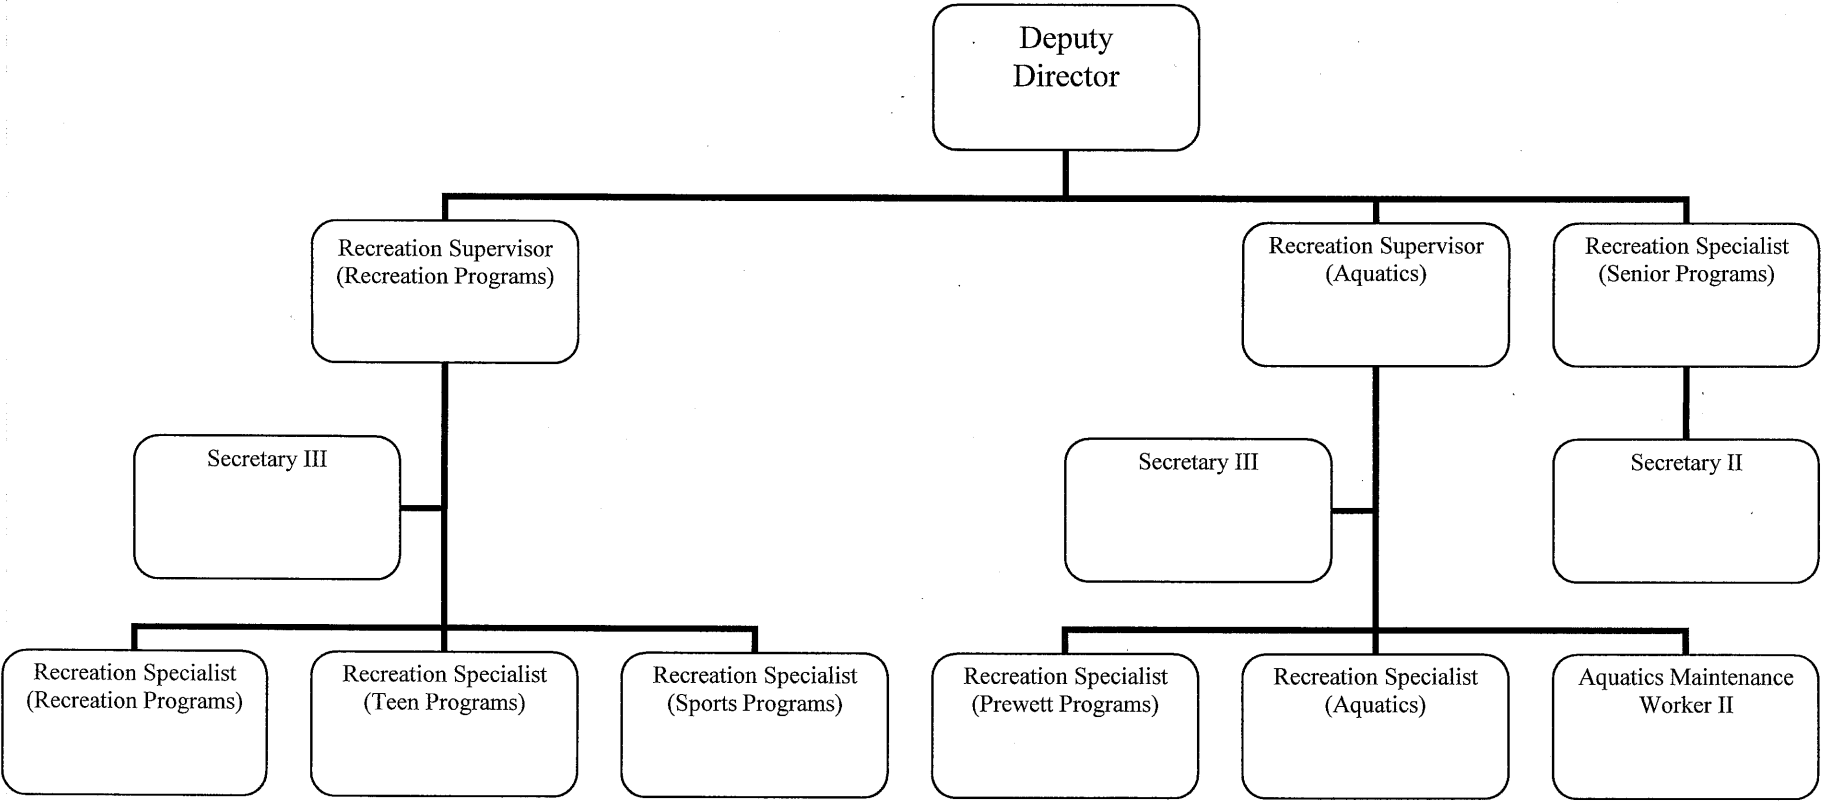 Deputy
Director
Recreation Supervisor
(Recreation Programs)
Recreation Supervisor
(Aquatics)
Recreation Specialist
(Senior Programs)
Secretary III
Secretary III
Secretary II
Recreation Specialist
(Recreation Programs)
Recreation Specialist
(Teen Programs)
Recreation Specialist
(Sports Programs)
Recreation Specialist
(Prewett Programs)
Recreation Specialist
(Aquatics)
Aquatics Maintenance
Worker II